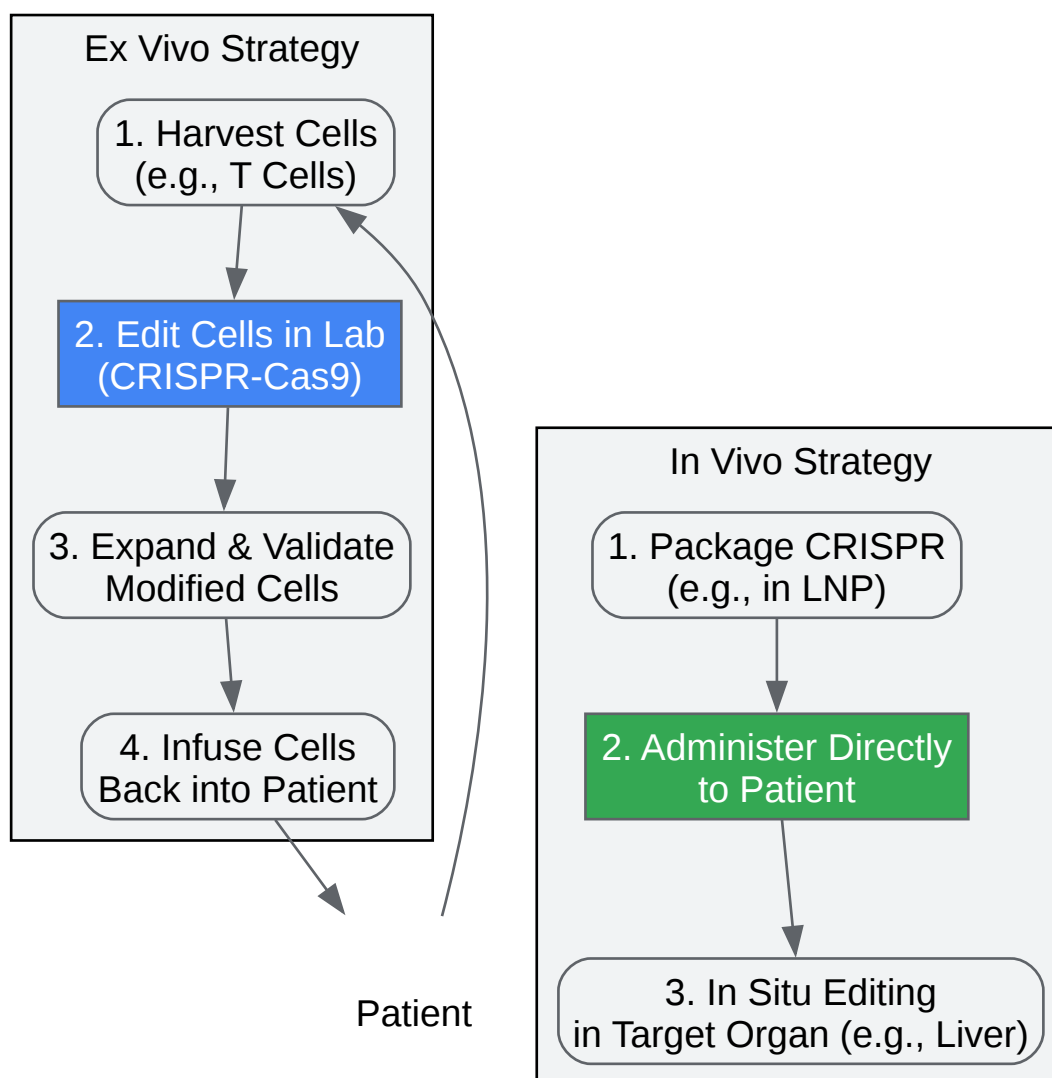 Ex Vivo Strategy
1. Harvest Cells
(e.g., T Cells)
2. Edit Cells in Lab
(CRISPR-Cas9)
3. Expand & Validate
Modified Cells
4. Infuse Cells
Back into Patient
Patient
In Vivo Strategy
1. Package CRISPR
(e.g., in LNP)
2. Administer Directly
to Patient
3. In Situ Editing
in Target Organ (e.g., Liver)